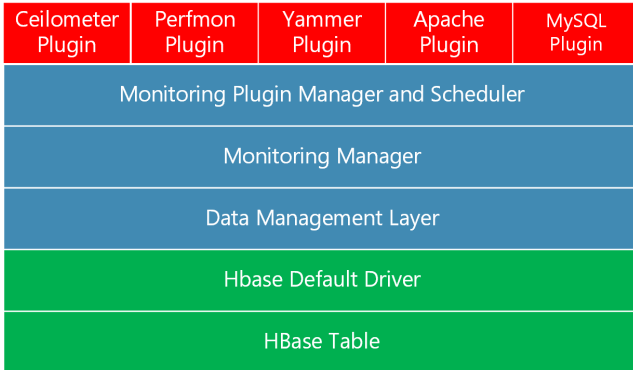 Ceilometer Plugin
Perfmon Plugin
Yammer Plugin
Apache Plugin
MySQL Plugin
Monitoring Plugin Manager and Scheduler
Monitoring Manager
Data Management Layer
Hbase Default Driver
HBase Table